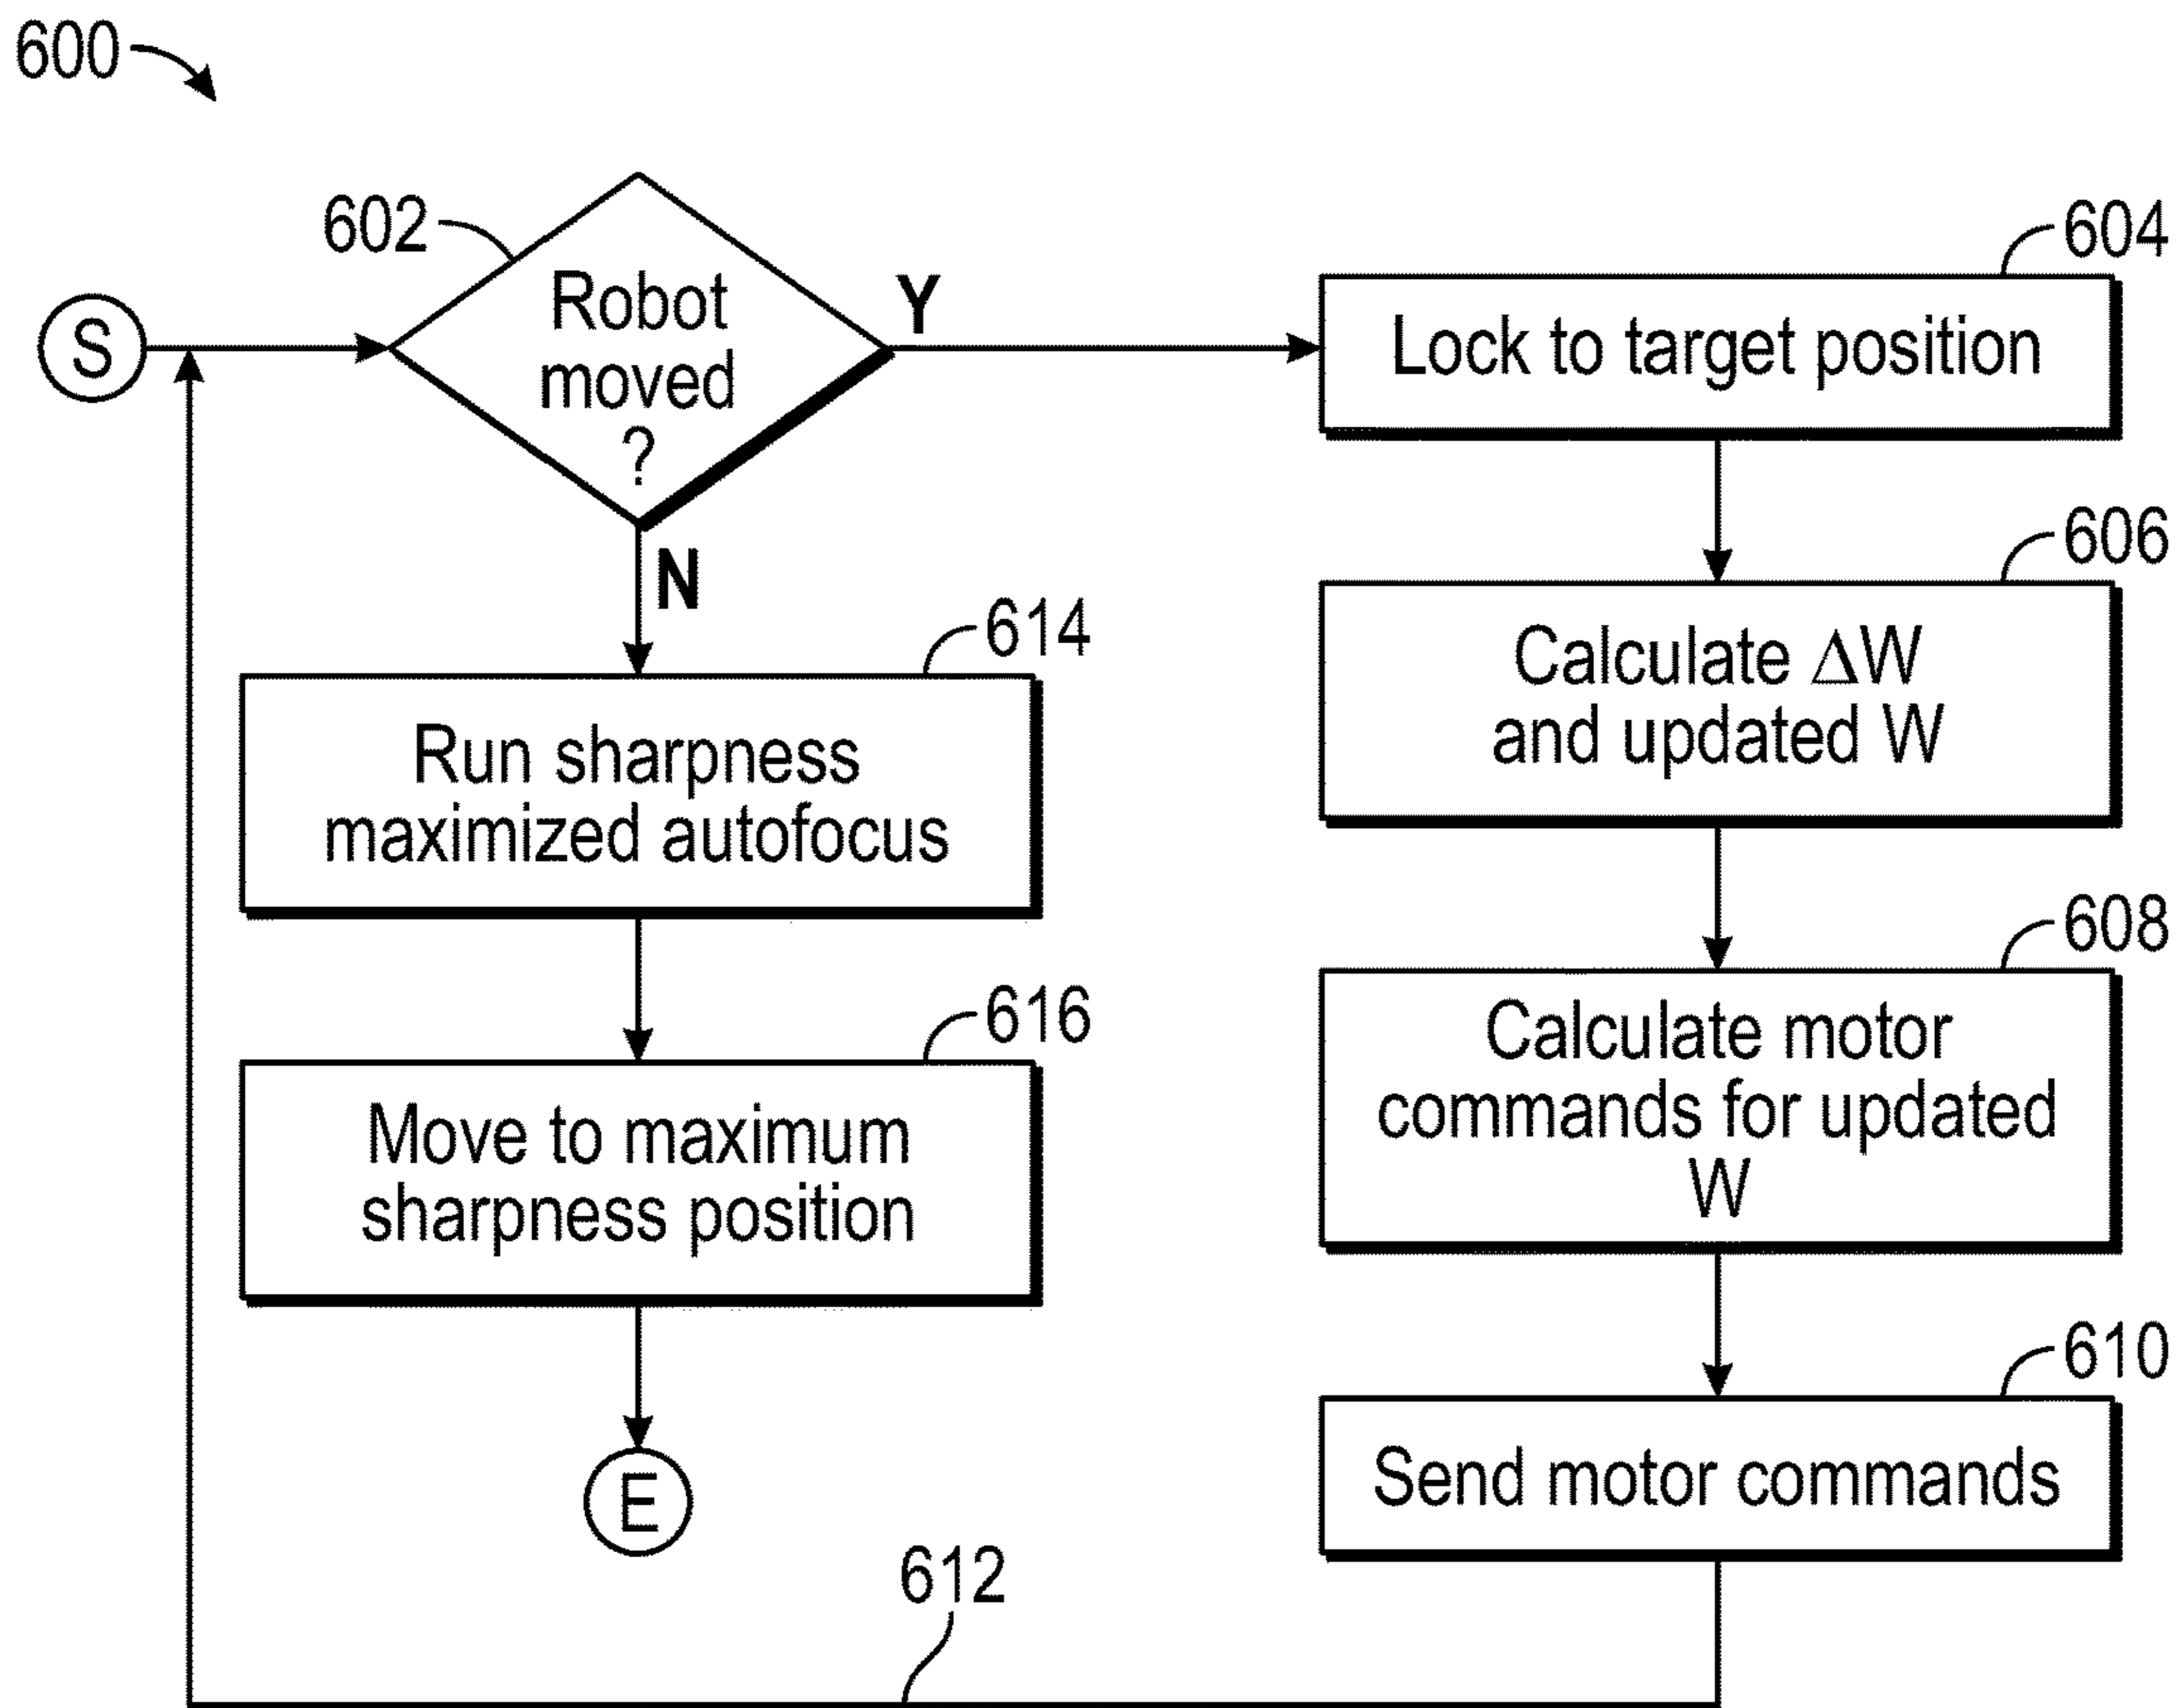 600
602
Robot
moved
?
S
Y
N
604
Lock to target position
606
Calculate ΔW
and updated W
614
Run sharpness
maximized autofocus
608
Calculate motor
commands for updated
W
616
Move to maximum
sharpness position
610
Send motor commands
E
612